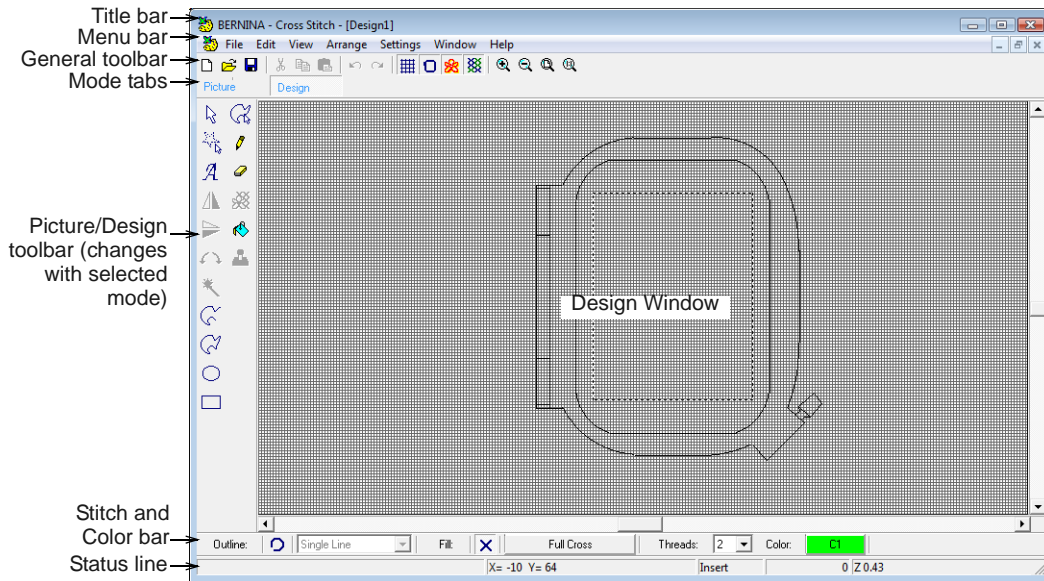 Title bar
BERNINA - Cross Stitch - [Design1]
Menu bar
File Edit View Arrange Settings Window Help
General toolbar
Mode tabs
Picture Design
Picture/Design
toolbar (changes
with selected
mode)
Design Window
Stitch and
Color bar
Outline: Single Line Fill: Full Cross Threads: 2 Color: C1
Status line
X= -10 Y= 64 Insert 0 Z 0.43